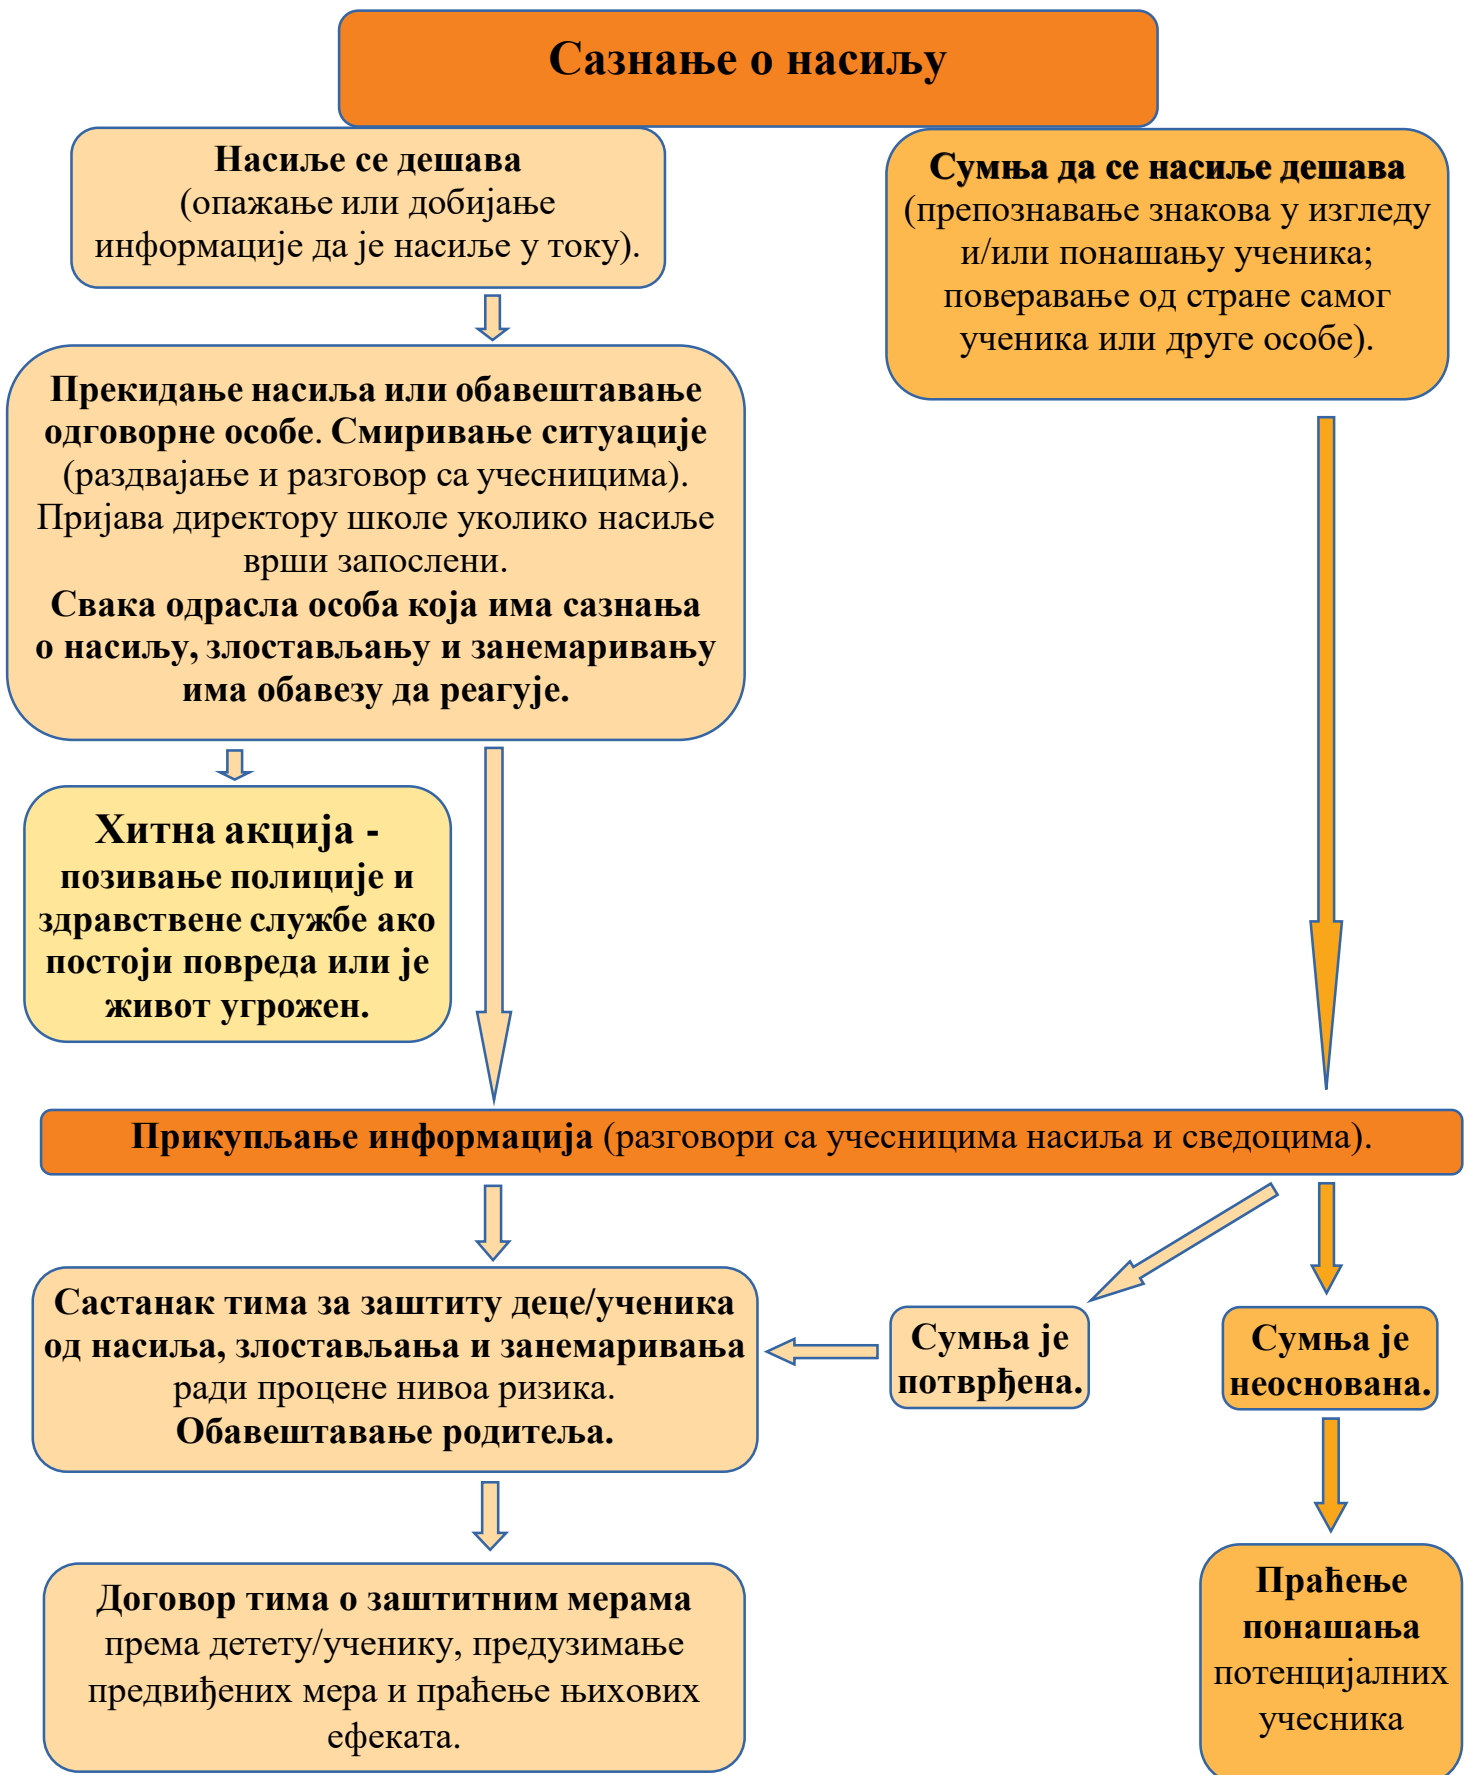 Сазнање о насиљу
Насиље се дешава
(опажање или добијање
информације да је насиље у току).
Сумња да се насиље дешава
(препознавање знакова у изгледу
и/или понашању ученика;
поверавање од стране самог
ученика или друге особе).
Прекидање насиља или обавештавање
одговорне особе. Смиривање ситуације
(раздвајање и разговор са учесницима).
Пријава директору школе уколико насиље
врши запослени.
Свака одрасла особа која има сазнања
о насиљу, злостављању и занемаривању
има обавезу да реагује.
Хитна акција -
позивање полиције и
здравствене службе ако
постоји повреда или је
живот угрожен.
Прикупљање информација (разговори са учесницима насиља и сведоцима).
Састанак тима за заштиту деце/ученика
од насиља, злостављања и занемаривања
ради процене нивоа ризика.
Обавештавање родитеља.
Сумња је
потврђена.
Сумња је
неоснована.
Договор тима о заштитним мерама
према детету/ученику, предузимање
предвиђених мера и праћење њихових
ефеката.
Праћење
понашања
потенцијалних
учесника